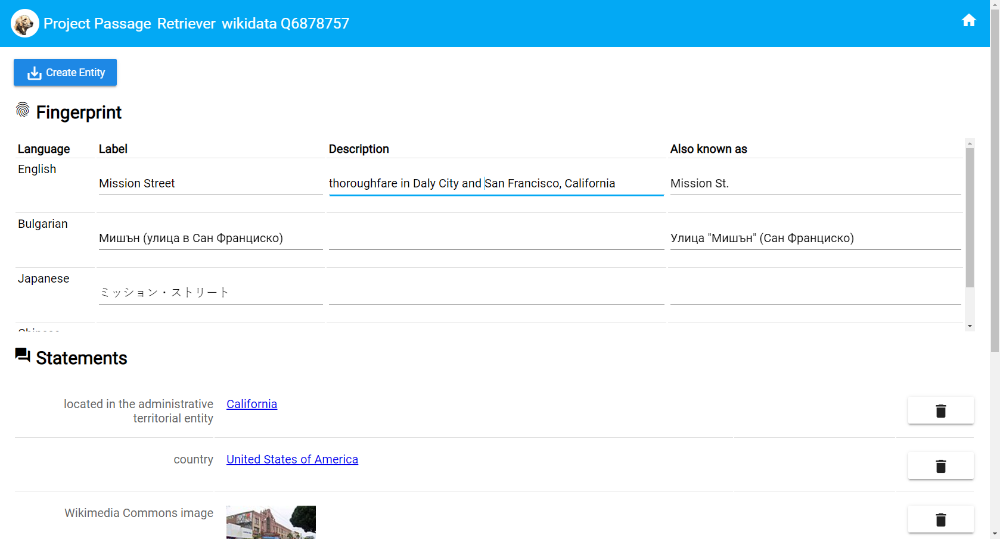 Project Passage Retriever wikidata Q6878757
Create Entity
Fingerprint
Language Label Description Also known as
English
Mission Street thoroughfare in Daly City and San Francisco, California Mission St.
Bulgarian
Мишън (улица в Сан Франциско) Улица "Мишън" (Сан Франциско)
Japanese
ミッション・ストリート
Statements
located in the administrative territorial entity California
country United States of America
Wikimedia Commons image